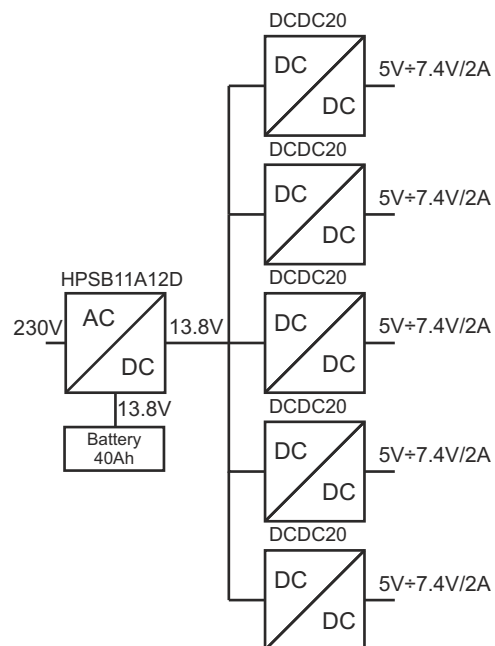 DCDC20
DC
5V÷7.4V/2A
DC
DCDC20
DC
5V÷7.4V/2A
DC
HPSB11A12D
DCDC20
230V
AC
13.8V
DC
5V÷7.4V/2A
DC
DC
13.8V
Battery
40Ah
DCDC20
DC
5V÷7.4V/2A
DC
DCDC20
DC
5V÷7.4V/2A
DC